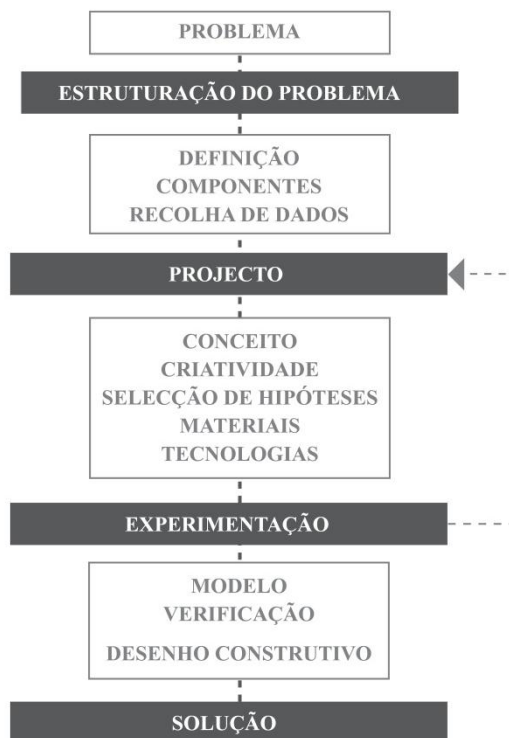 PROBLEMA
ESTRUTURAÇÃO DO PROBLEMA
DEFINIÇÃO
COMPONENTES
RECOLHA DE DADOS
PROJECTO
CONCEITO
CRIATIVIDADE
SELECÇÃO DE HIPÓTESES
MATERIAIS
TECNOLOGIAS
EXPERIMENTAÇÃO
MODELO
VERIFICAÇÃO
DESENHO CONSTRUTIVO
SOLUÇÃO